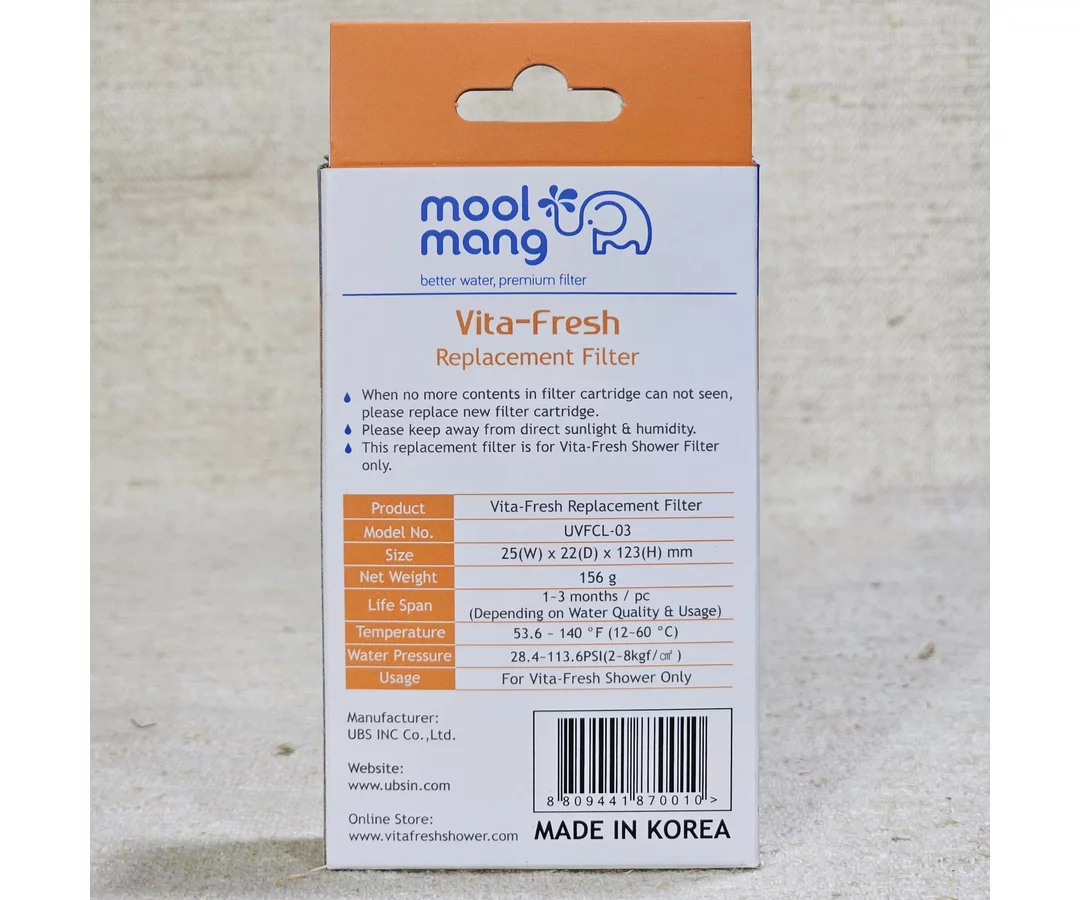 mool
mang
better water, premium filter
Vita-Fresh
Replacement Filter
When no more contents in filter cartridge can not seen,
please replace new filter cartridge.
Please keep away from direct sunlight & humidity.
This replacement filter is for Vita-Fresh Shower Filter
only.
Product Vita-Fresh Replacement Filter
Model No. UVFCL-03
Size 25(W) x 22(D) x 123(H) mm
Net Weight 156 g
Life Span 1~3 months / pc
(Depending on Water Quality & Usage)
Temperature 53.6 ~ 140 °F (12~60 °C)
Water Pressure 28.4~113.6PSI(2~8kgf/㎠ )
Usage For Vita-Fresh Shower Only
Manufacturer:
UBS INC Co.,Ltd.
Website:
www.ubsin.com
Online Store:
www.vitafreshshower.com
8 809441 870010 >
MADE IN KOREA